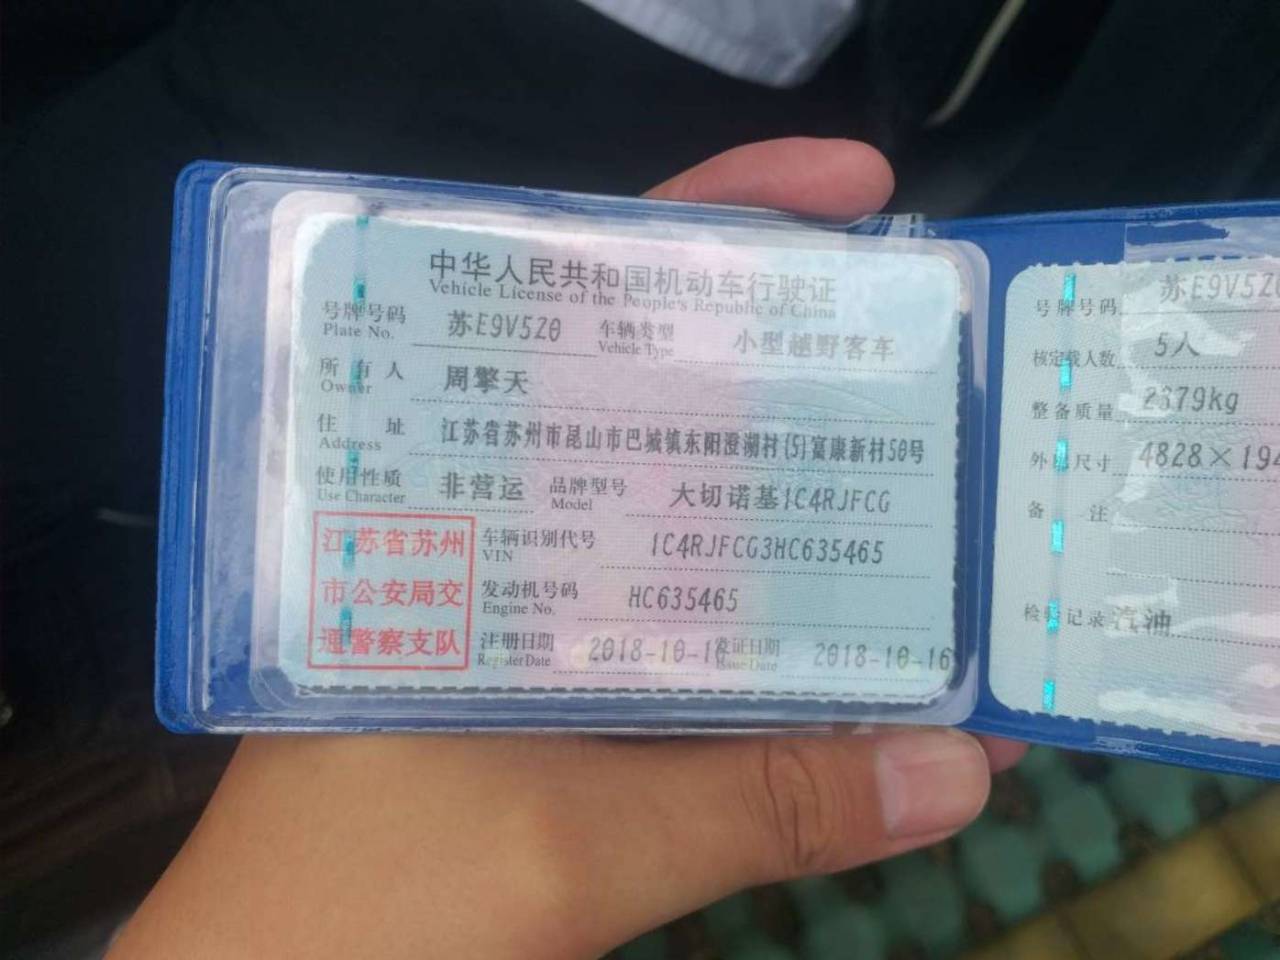 中华人民共和国机动车行驶证
Vehicle License of the People's Republic of China
号牌号码 苏E9V5Z0 车辆类型 小型越野客车
Plate No. Vehicle Type
所有人 周擎天
Owner
住址 江苏省苏州市昆山市巴城镇东阳澄湖村(5)富康新村50号
Address
使用性质 非营运 品牌型号 大切诺基1C4RJFCG
Use Character Model
江苏省苏州
市公安局交
通警察支队
车辆识别代号 1C4RJFCG3HC635465
VIN
发动机号码 HC635465
Engine No.
注册日期 2018-10-16 发证日期 2018-10-16
Register Date Issue Date
号牌号码 苏E9V5Z0
核定载人数 5人
整备质量 2379kg
外廓尺寸 4828×194
备注
检验记录 汽油